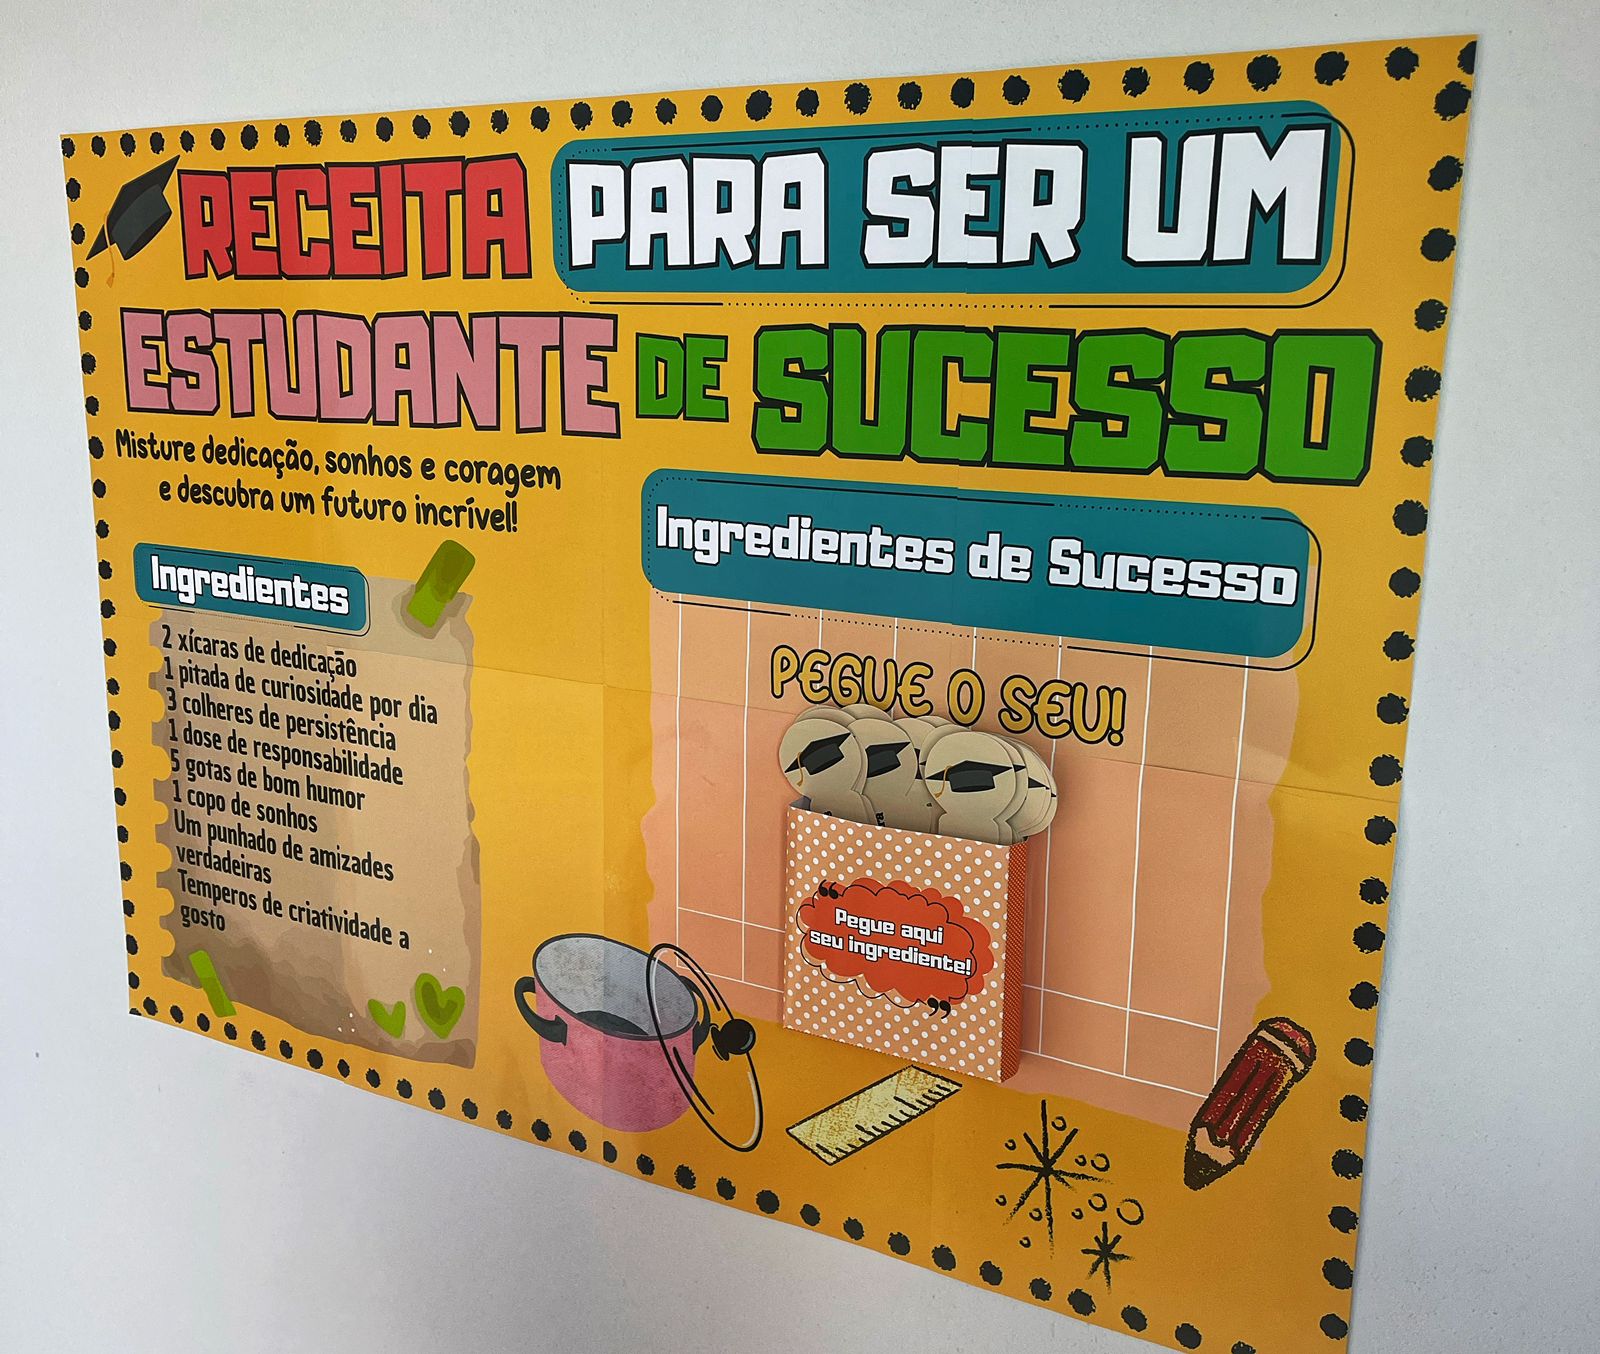 RECEITA PARA SER UM
ESTUDANTE DE SUCESSO
Misture dedicação, sonhos e coragem
e descubra um futuro incrível!
Ingredientes
2 xícaras de dedicação
1 pitada de curiosidade por dia
3 colheres de persistência
1 dose de responsabilidade
5 gotas de bom humor
1 copo de sonhos
Um punhado de amizades
verdadeiras
Temperos de criatividade a
gosto
Ingredientes de Sucesso
PEGUE O SEU!
"Pegue aqui
seu ingrediente!"